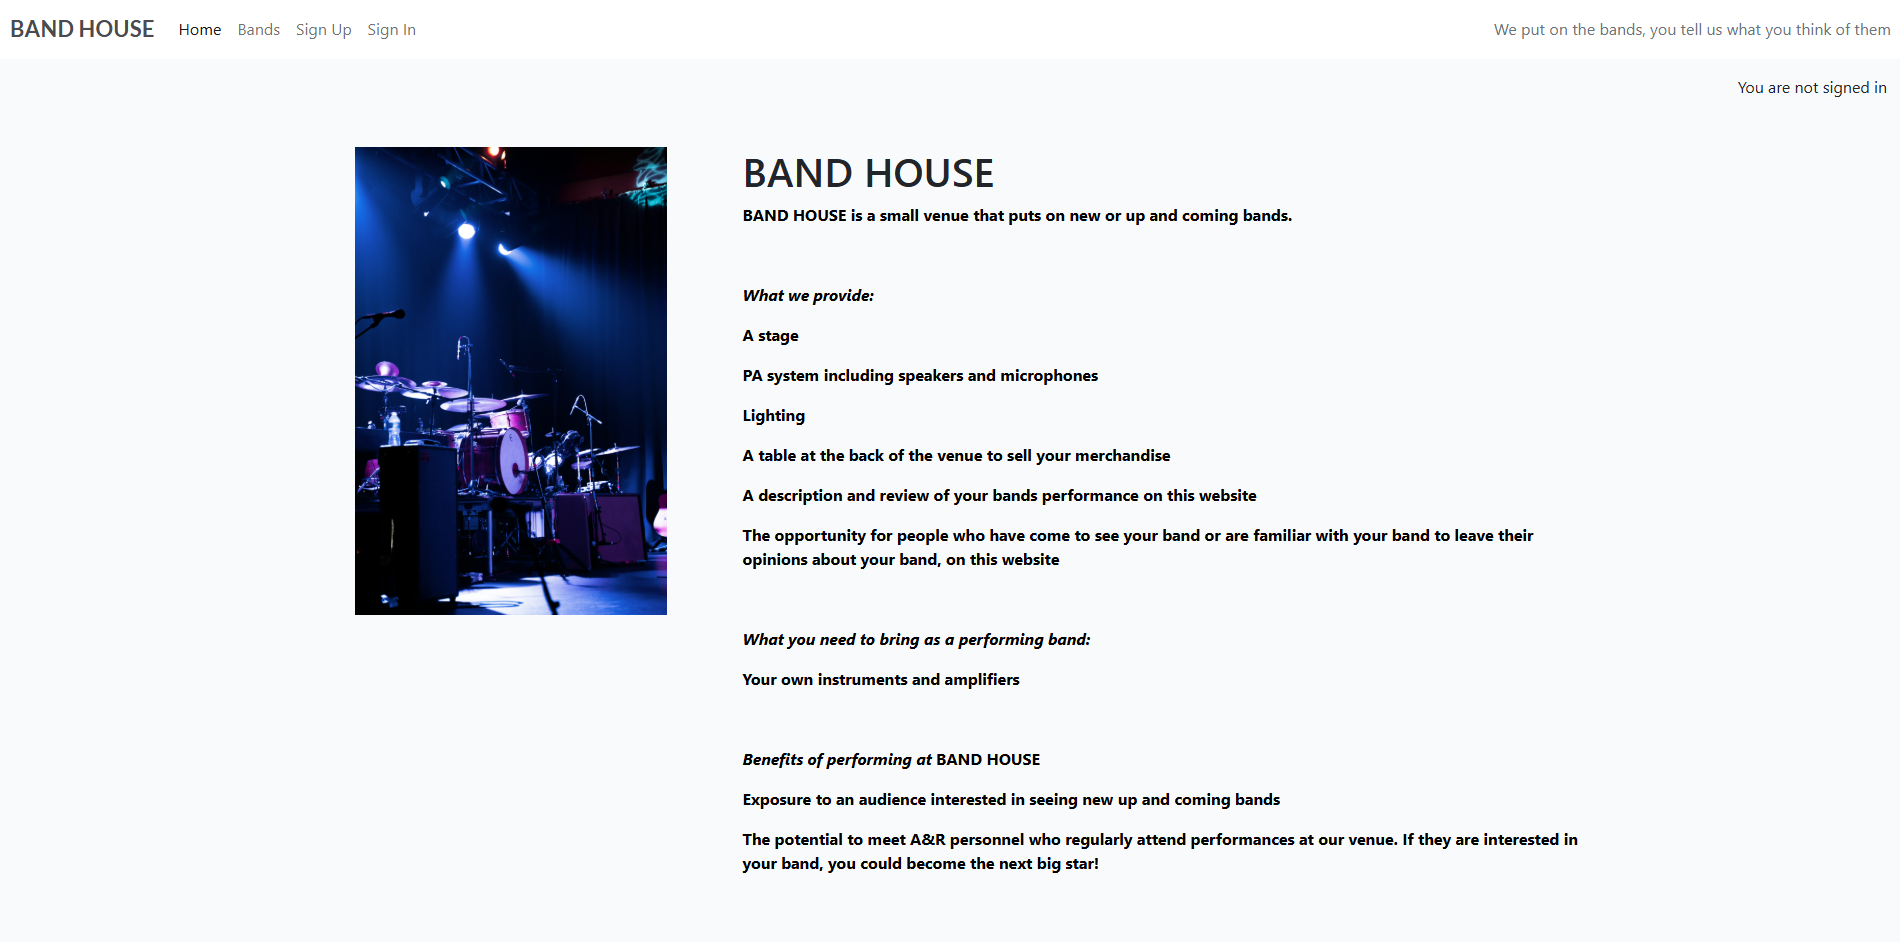 BAND HOUSE Home Bands Sign Up Sign In We put on the bands, you tell us what you think of them
You are not signed in
BAND HOUSE
BAND HOUSE is a small venue that puts on new or up and coming bands.
What we provide:
A stage
PA system including speakers and microphones
Lighting
A table at the back of the venue to sell your merchandise
A description and review of your bands performance on this website
The opportunity for people who have come to see your band or are familiar with your band to leave their
opinions about your band, on this website
What you need to bring as a performing band:
Your own instruments and amplifiers
Benefits of performing at BAND HOUSE
Exposure to an audience interested in seeing new up and coming bands
The potential to meet A&R personnel who regularly attend performances at our venue. If they are interested in
your band, you could become the next big star!